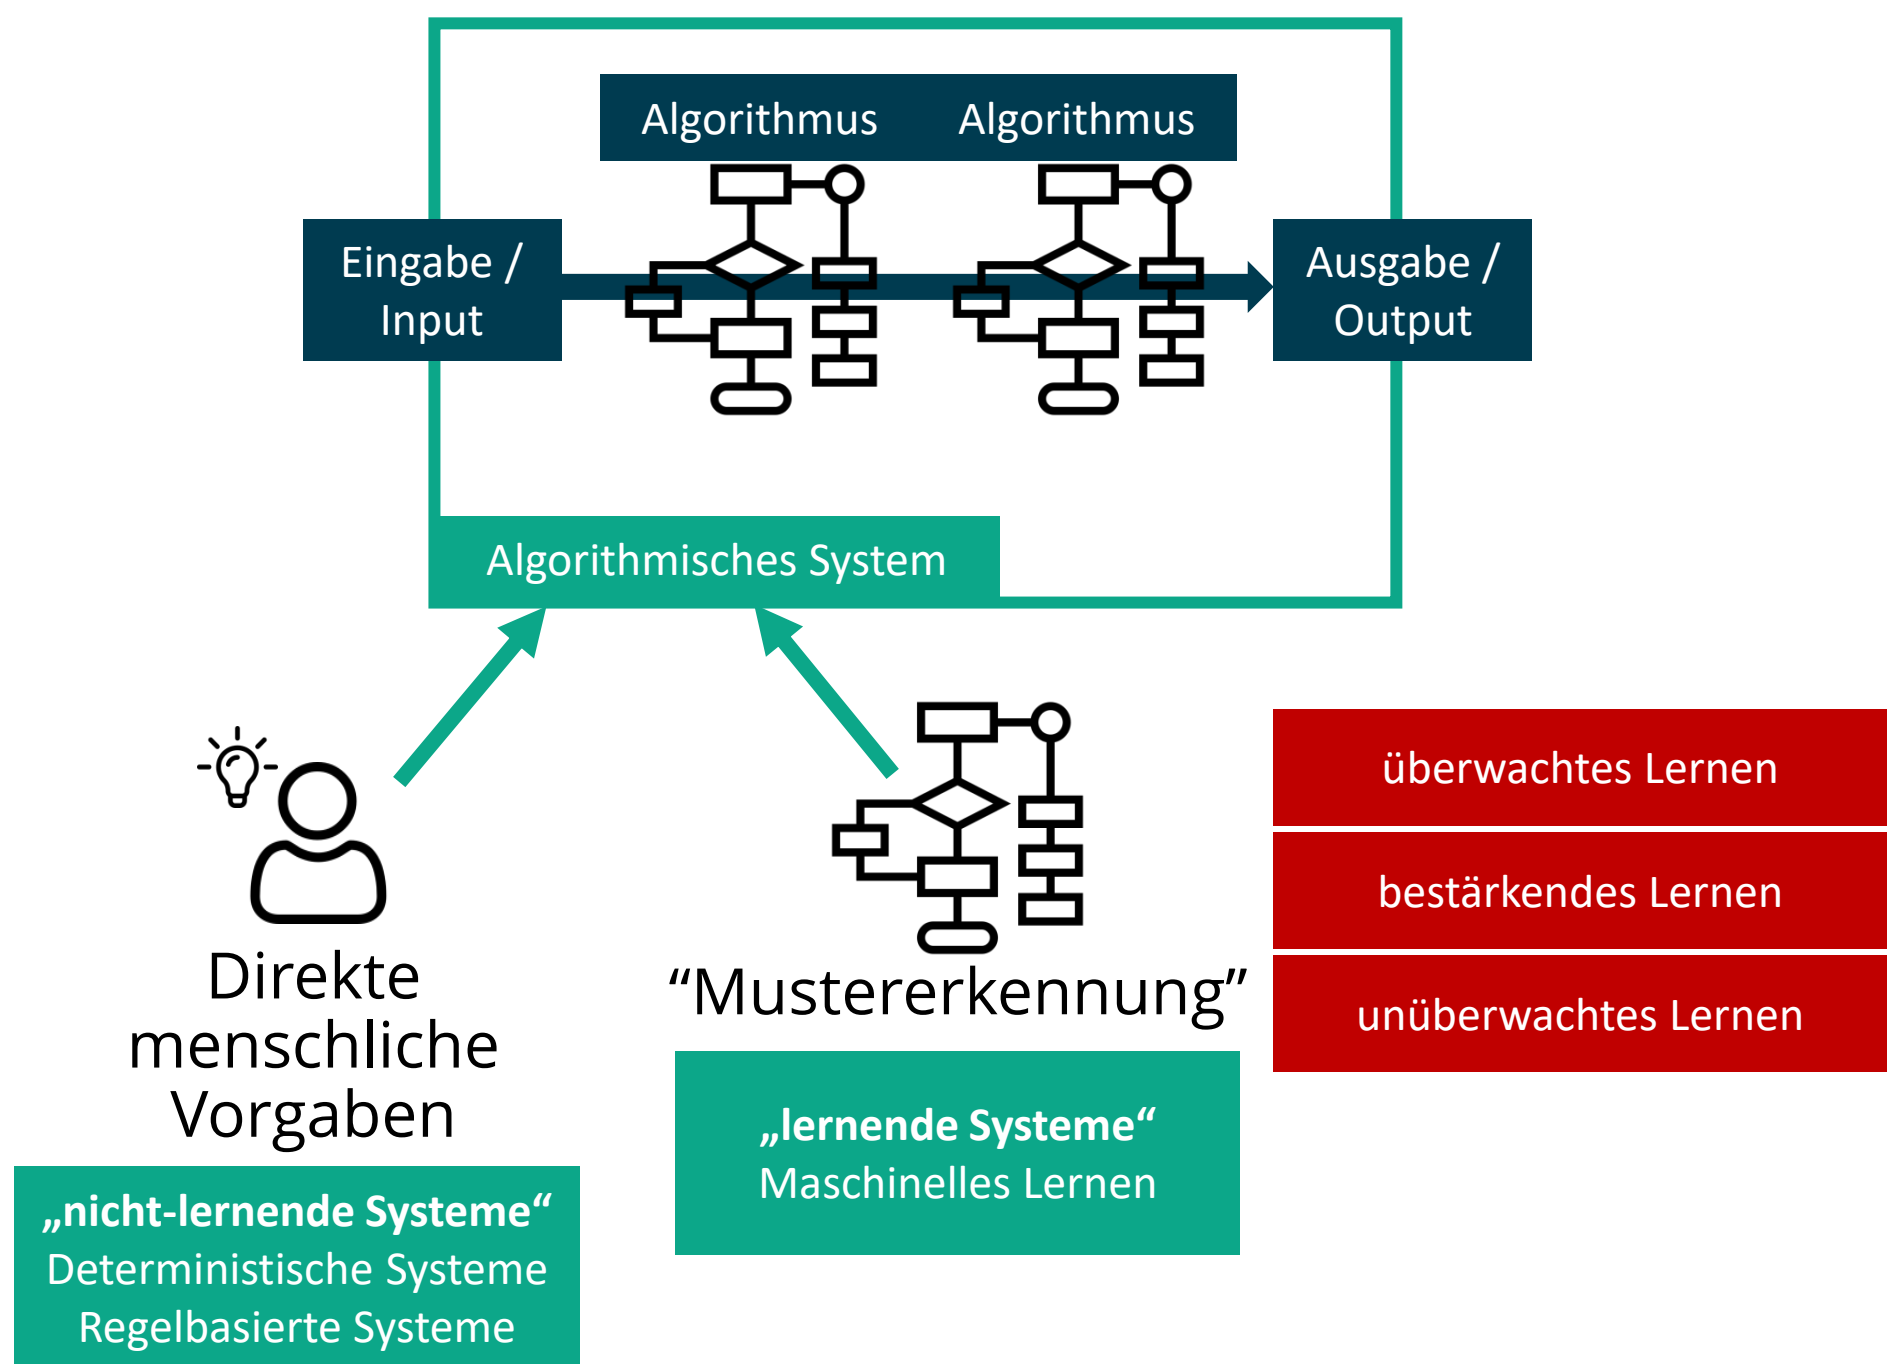 Algorithmus
Algorithmus
Eingabe /
Input
Ausgabe /
Output
Algorithmisches System
Direkte
menschliche
Vorgaben
„nicht-lernende Systeme“
Deterministische Systeme
Regelbasierte Systeme
“Mustererkennung”
„lernende Systeme“
Maschinelles Lernen
überwachtes Lernen
bestärkendes Lernen
unüberwachtes Lernen